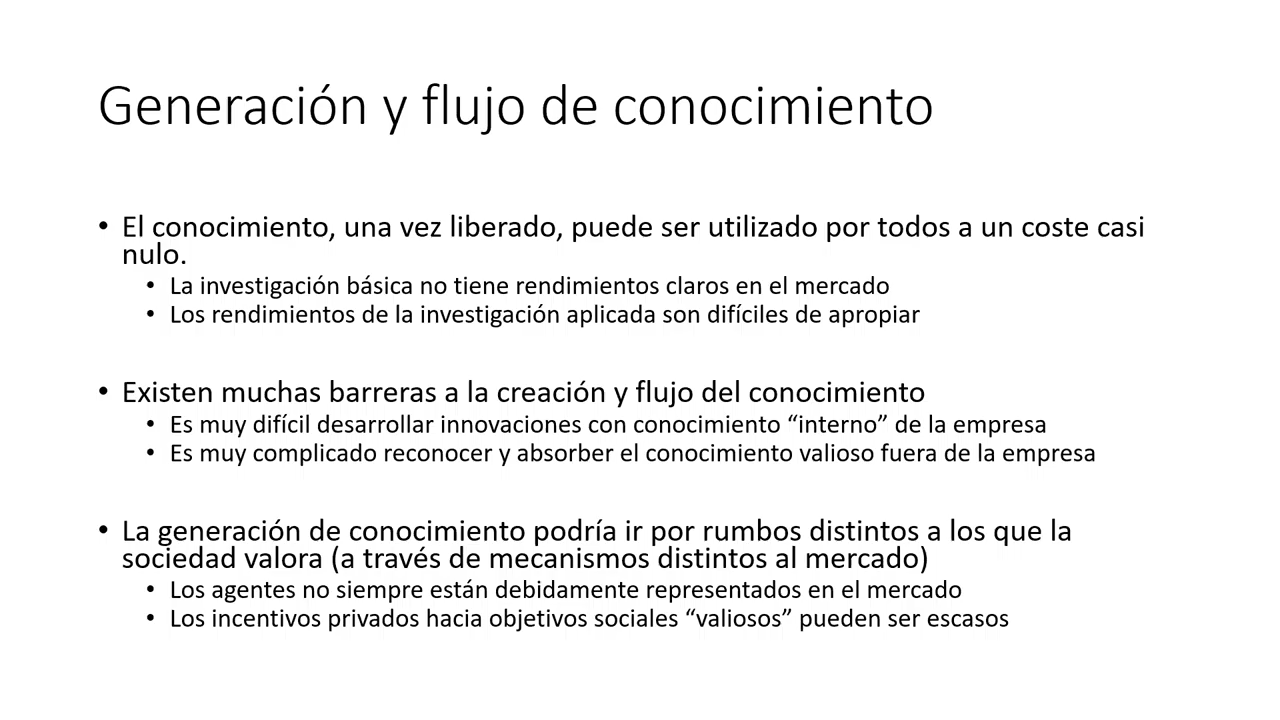 Generación y flujo de conocimiento
• El conocimiento, una vez liberado, puede ser utilizado por todos a un coste casi
nulo.
• La investigación básica no tiene rendimientos claros en el mercado
• Los rendimientos de la investigación aplicada son difíciles de apropiar
• Existen muchas barreras a la creación y flujo del conocimiento
• Es muy difícil desarrollar innovaciones con conocimiento “interno” de la empresa
• Es muy complicado reconocer y absorber el conocimiento valioso fuera de la empresa
• La generación de conocimiento podría ir por rumbos distintos a los que la
sociedad valora (a través de mecanismos distintos al mercado)
• Los agentes no siempre están debidamente representados en el mercado
• Los incentivos privados hacia objetivos sociales “valiosos” pueden ser escasos